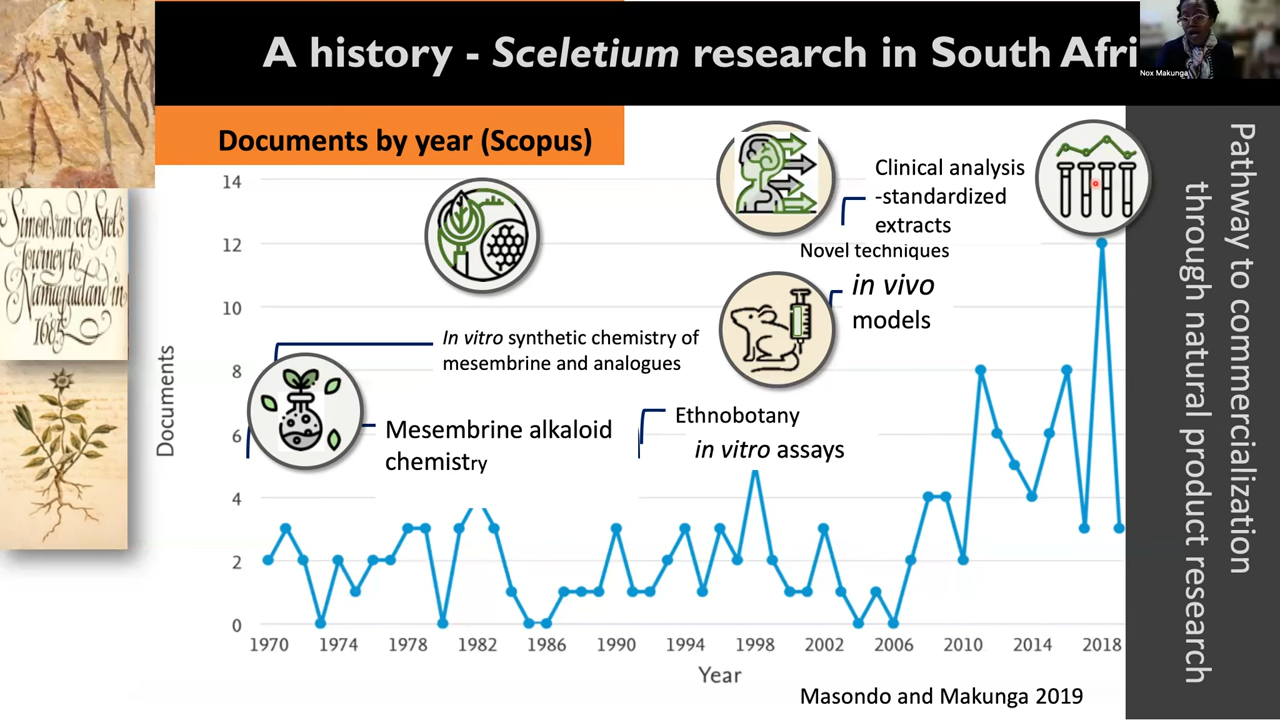 A history - Sceletium research in South Afri
Nox Makunga
Documents by year (Scopus)
Simon van der Stel's
Journey to
Namaqualand in
1685
14
12
10
8
6
4
2
0
Documents
Clinical analysis
-standardized
extracts
Novel techniques
in vivo
models
In vitro synthetic chemistry of
mesembrine and analogues
Mesembrine alkaloid
chemistry
Ethnobotany
in vitro assays
1970
1974
1978
1982
1986
1990
1994
1998
2002
2006
2010
2014
2018
Year
Masondo and Makunga 2019
Pathway to commercialization
through natural product research